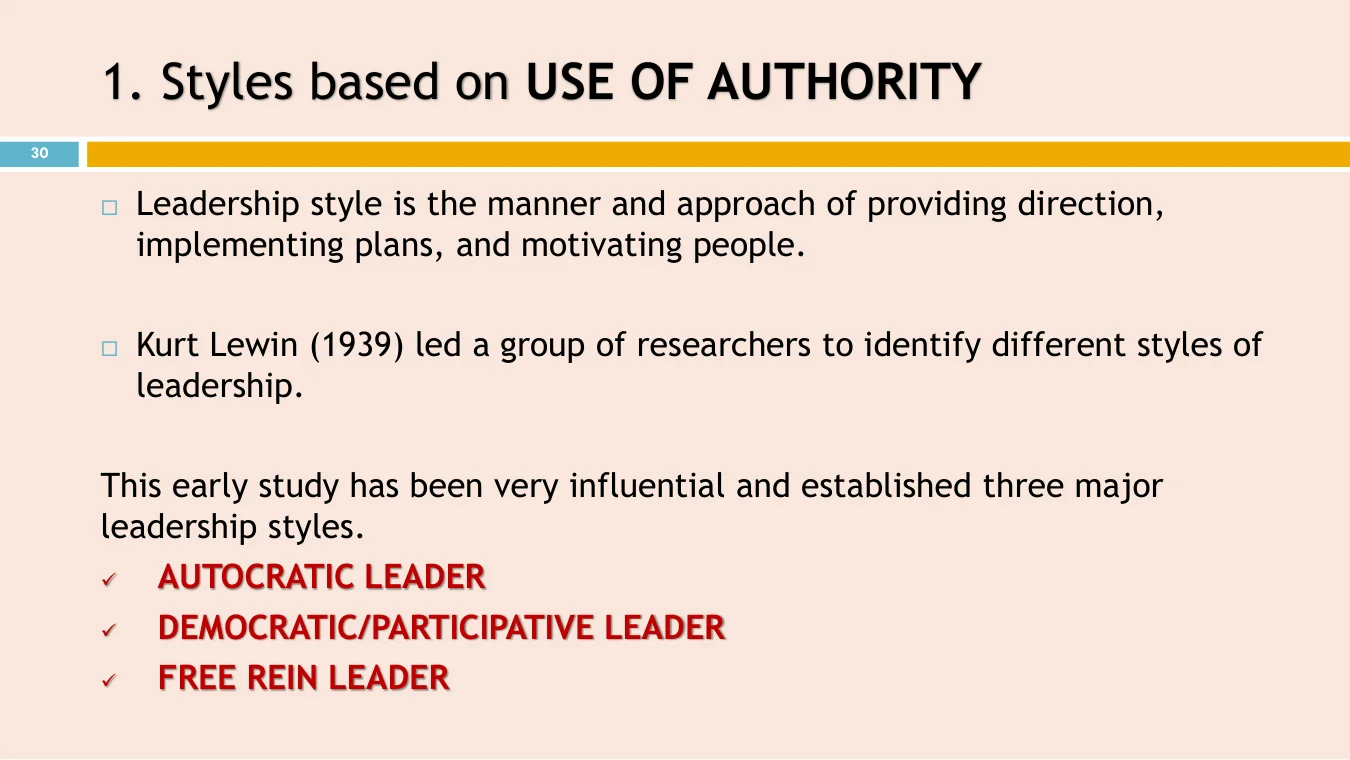 1. Styles based on USE OF AUTHORITY
30
Leadership style is the manner and approach of providing direction,
implementing plans, and motivating people.
Kurt Lewin (1939) led a group of researchers to identify different styles of
leadership.
This early study has been very influential and established three major
leadership styles.
✓ AUTOCRATIC LEADER
✓ DEMOCRATIC/PARTICIPATIVE LEADER
✓ FREE REIN LEADER